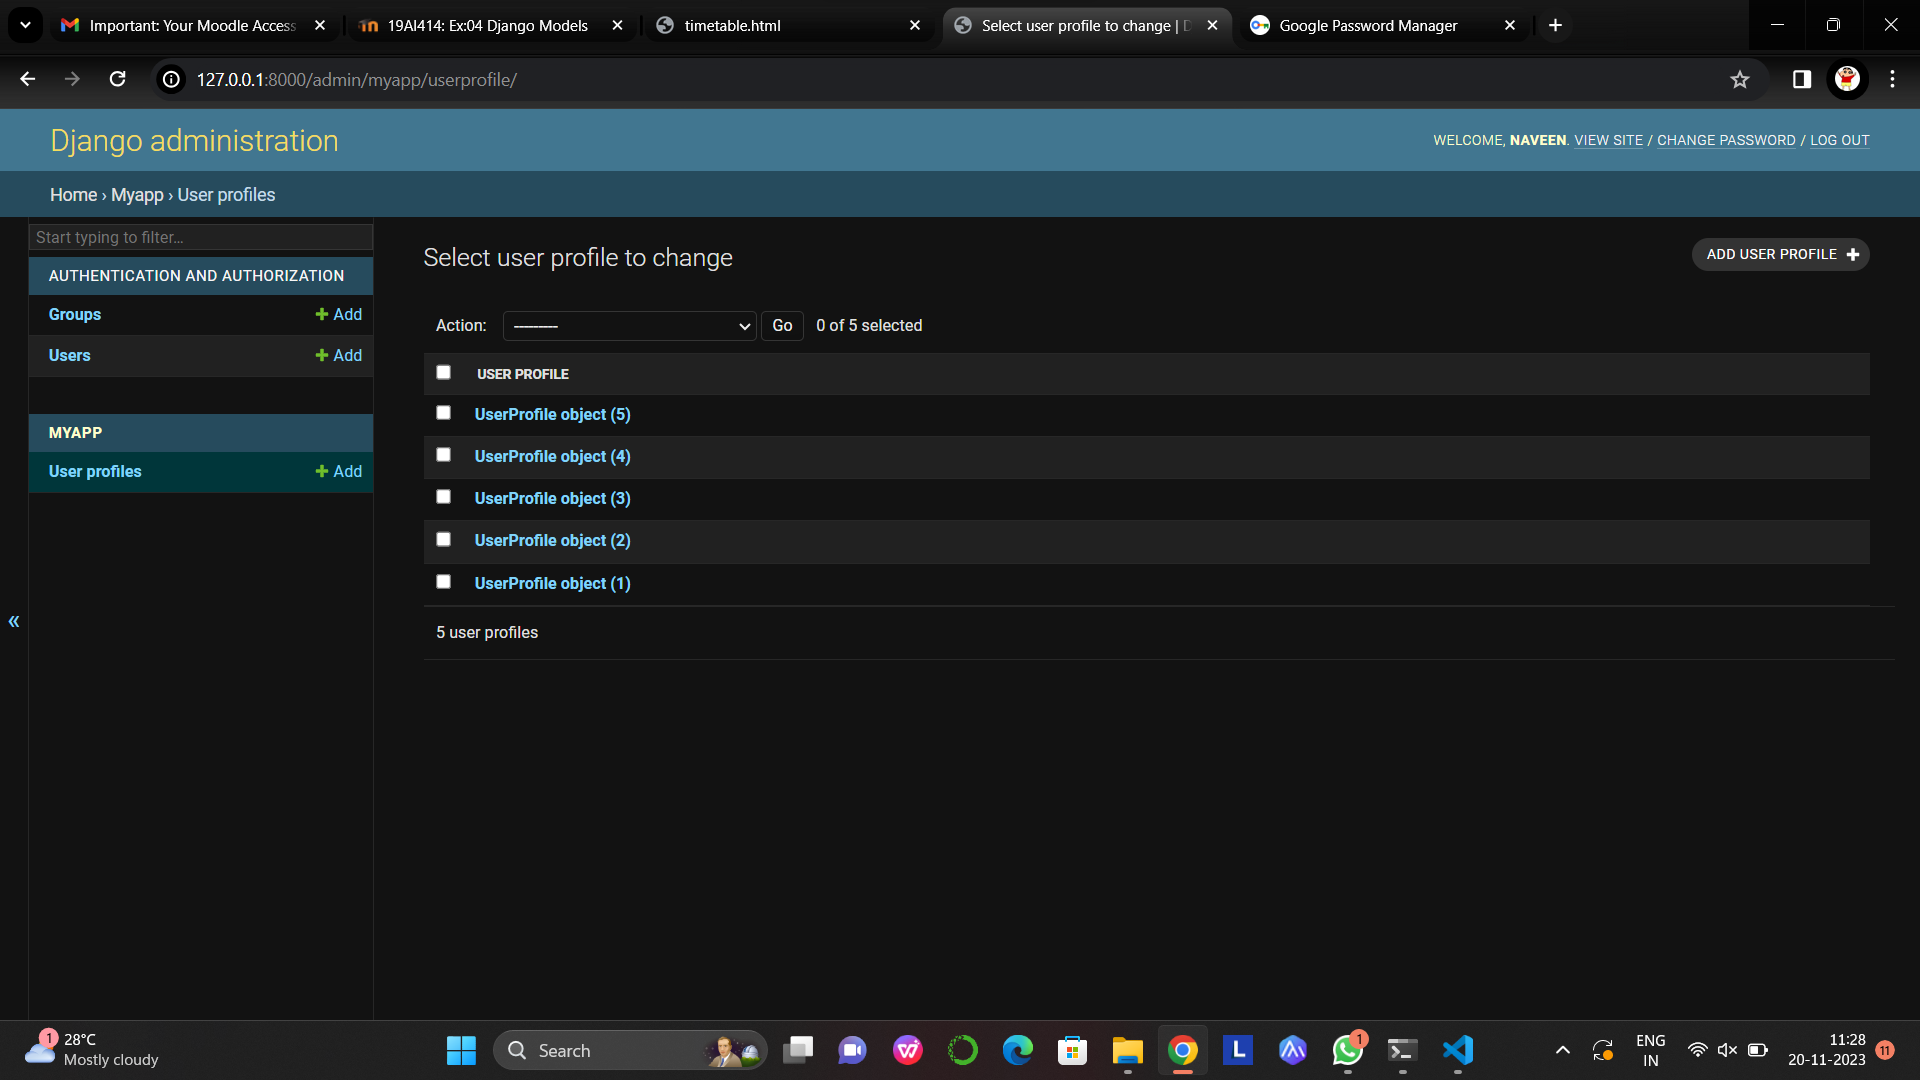 Important: Your Moodle Access
19AI414: Ex:04 Django Models
timetable.html
Select user profile to change | D
Google Password Manager
127.0.0.1:8000/admin/myapp/userprofile/
Django administration
WELCOME, NAVEEN. VIEW SITE / CHANGE PASSWORD / LOG OUT
Home › Myapp › User profiles
Start typing to filter...
AUTHENTICATION AND AUTHORIZATION
Groups + Add
Users + Add
MYAPP
User profiles + Add
«
Select user profile to change
ADD USER PROFILE +
Action: --------- Go 0 of 5 selected
USER PROFILE
UserProfile object (5)
UserProfile object (4)
UserProfile object (3)
UserProfile object (2)
UserProfile object (1)
5 user profiles
1
28°C
Mostly cloudy
Search
L
1
ENG
IN
11:28
20-11-2023
11